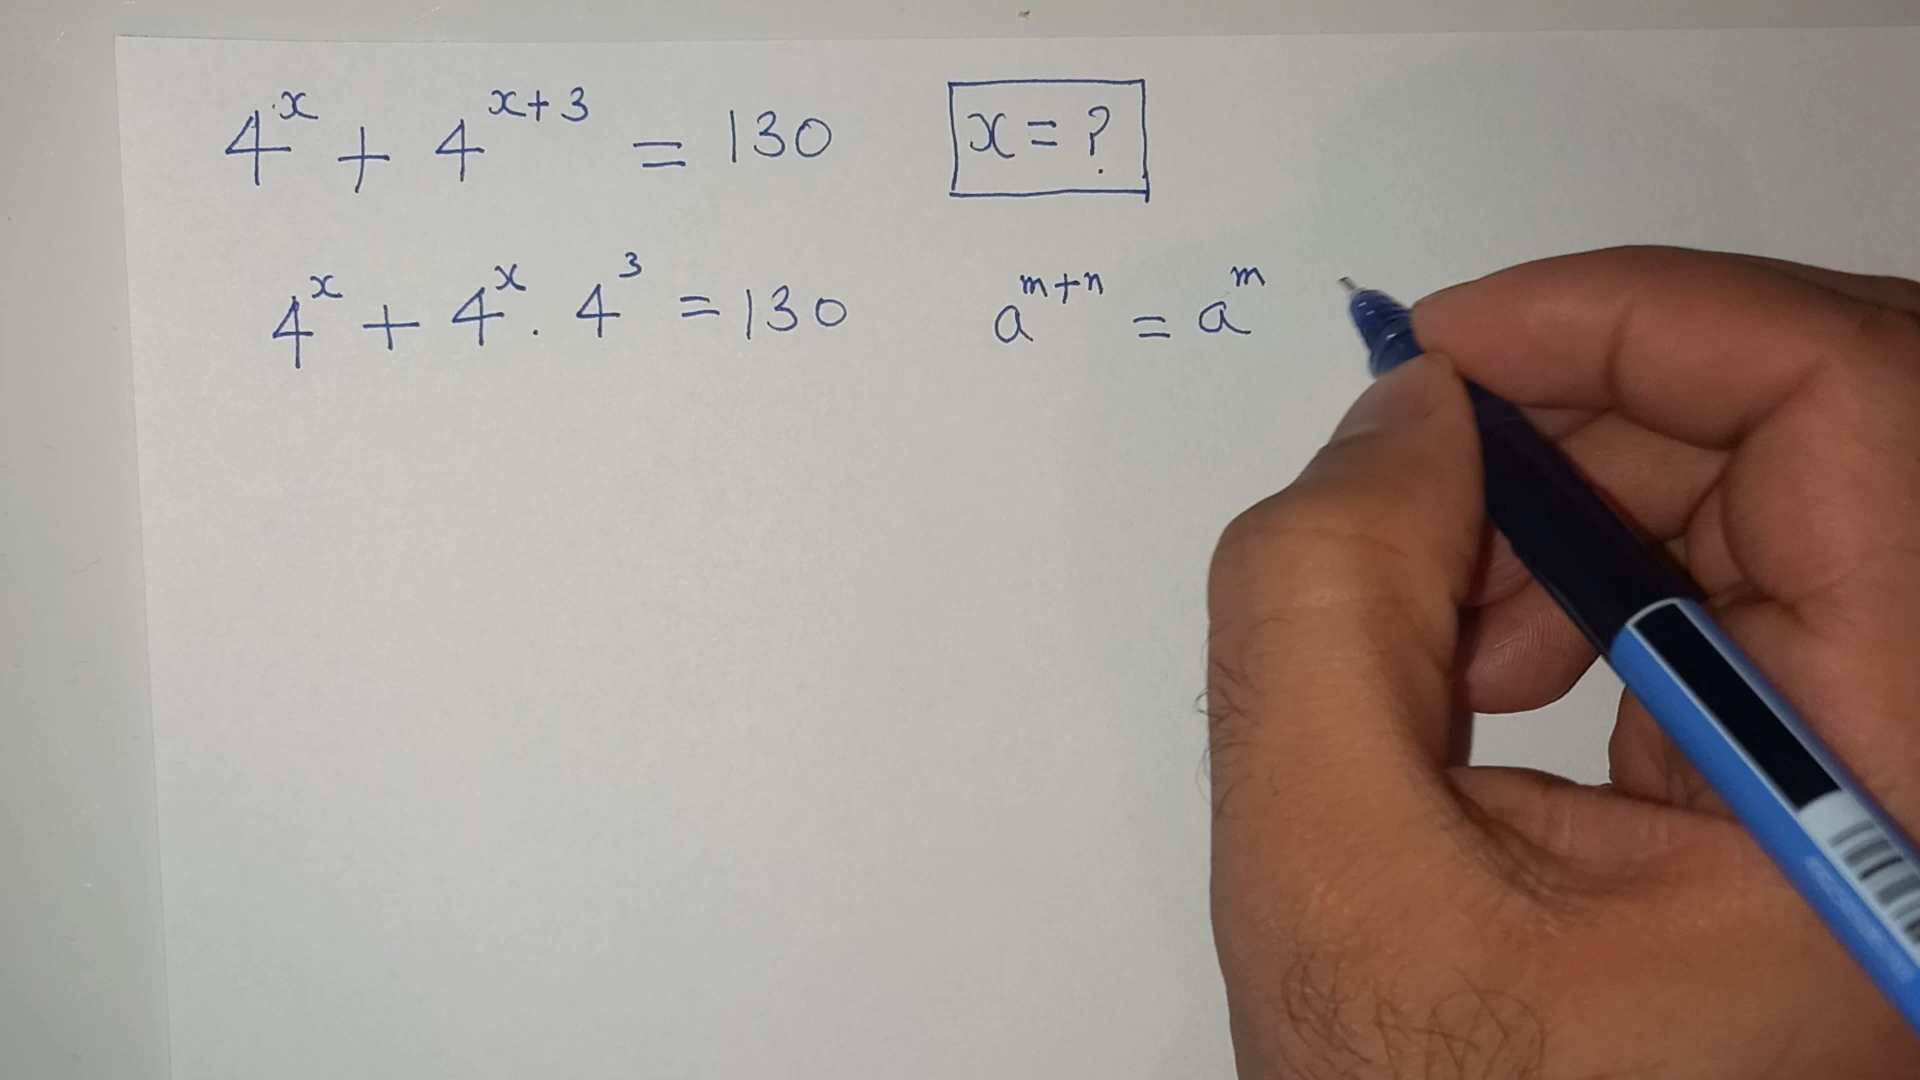 4^x + 4^{x+3} = 130 x = ?
4^x + 4^x . 4^3 = 130 a^{m+n} = a^m